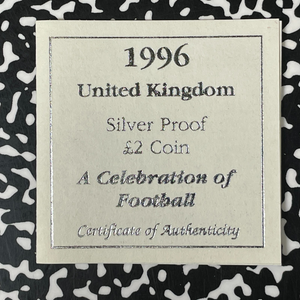 1996
United Kingdom
Silver Proof
£2 Coin
A Celebration of
Football
Certificate of Authenticity